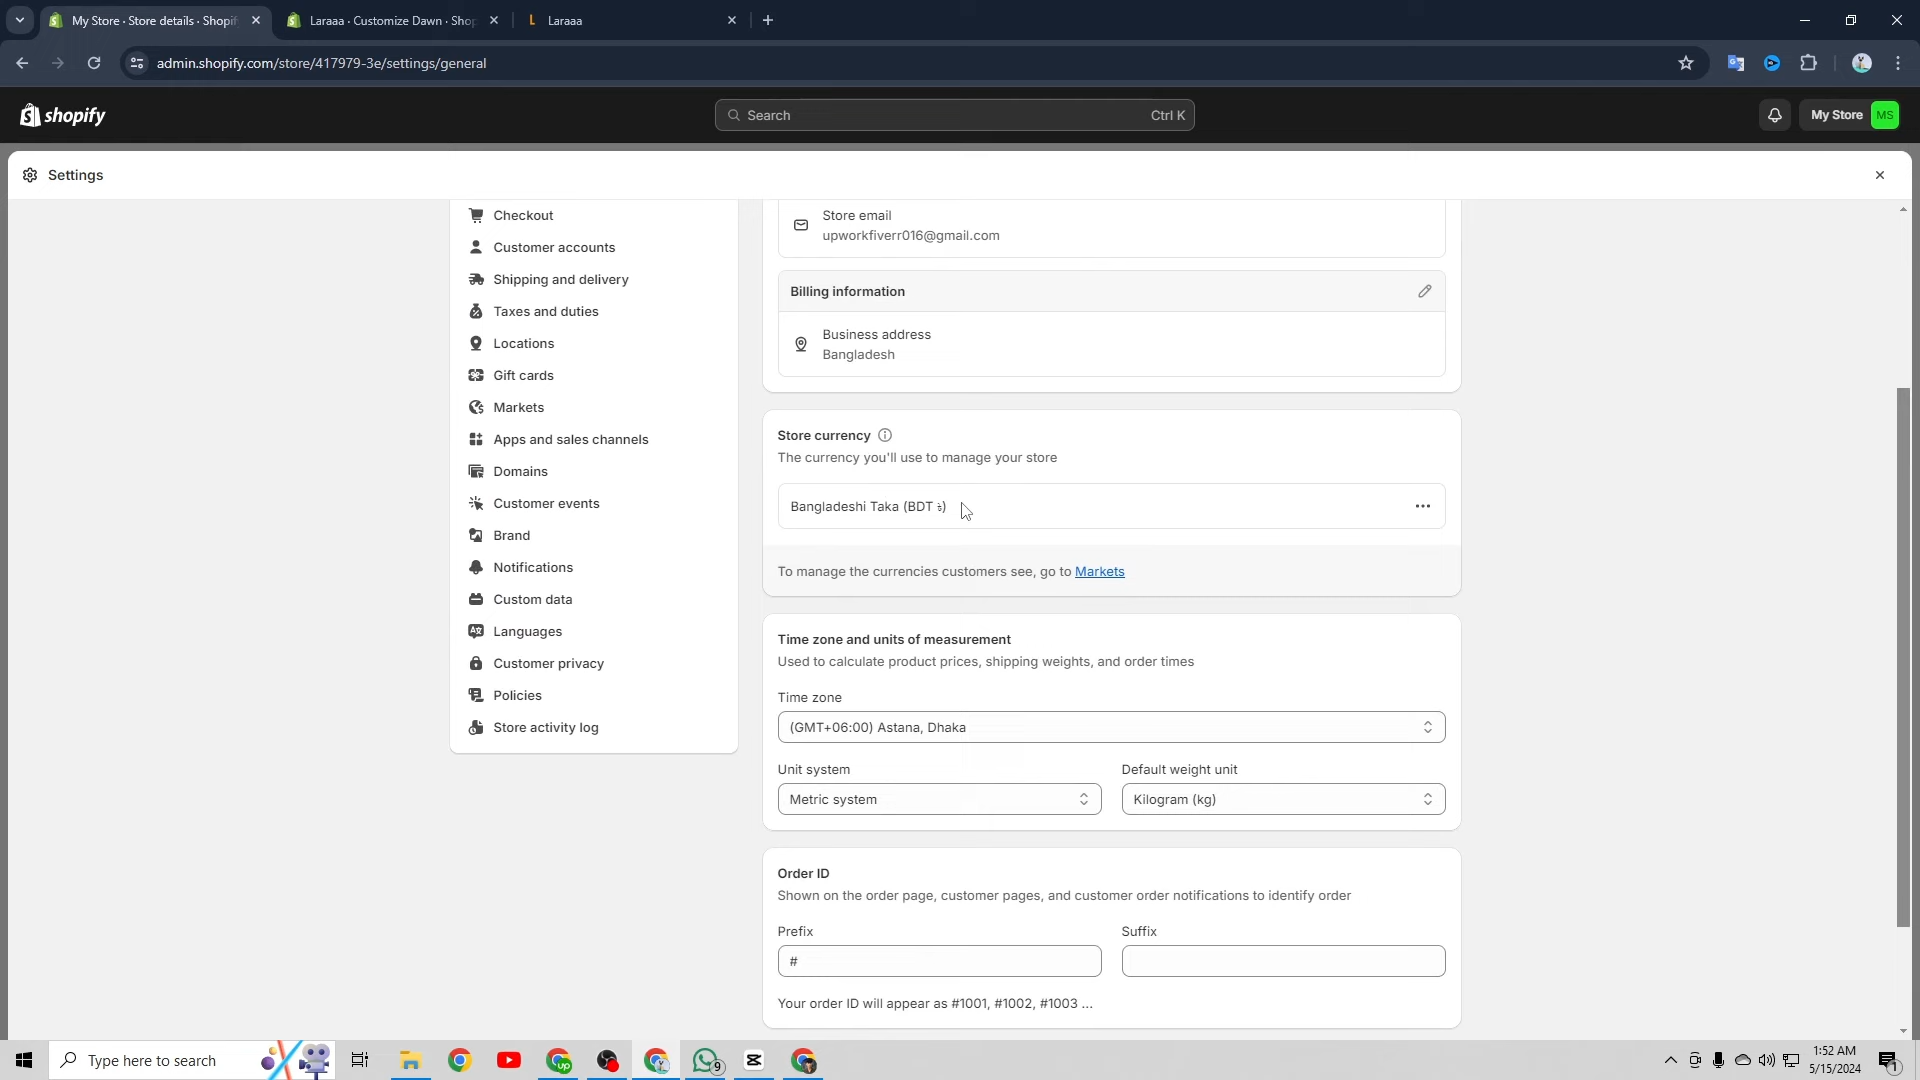 My Store · Store details · Shopif
Laraaa · Customize Dawn · Shop
Laraaa
admin.shopify.com/store/417979-3e/settings/general
shopify
Search
Ctrl K
My Store
MS
Settings
Checkout
Customer accounts
Shipping and delivery
Taxes and duties
Locations
Gift cards
Markets
Apps and sales channels
Domains
Customer events
Brand
Notifications
Custom data
Languages
Customer privacy
Policies
Store activity log
Store email
upworkfiverr016@gmail.com
Billing information
Business address
Bangladesh
Store currency
The currency you'll use to manage your store
Bangladeshi Taka (BDT ৳)
To manage the currencies customers see, go to Markets
Time zone and units of measurement
Used to calculate product prices, shipping weights, and order times
Time zone
(GMT+06:00) Astana, Dhaka
Unit system
Default weight unit
Metric system
Kilogram (kg)
Order ID
Shown on the order page, customer pages, and customer order notifications to identify order
Prefix
Suffix
#
Your order ID will appear as #1001, #1002, #1003 ...
Type here to search
up
9
1:52 AM
5/15/2024
1